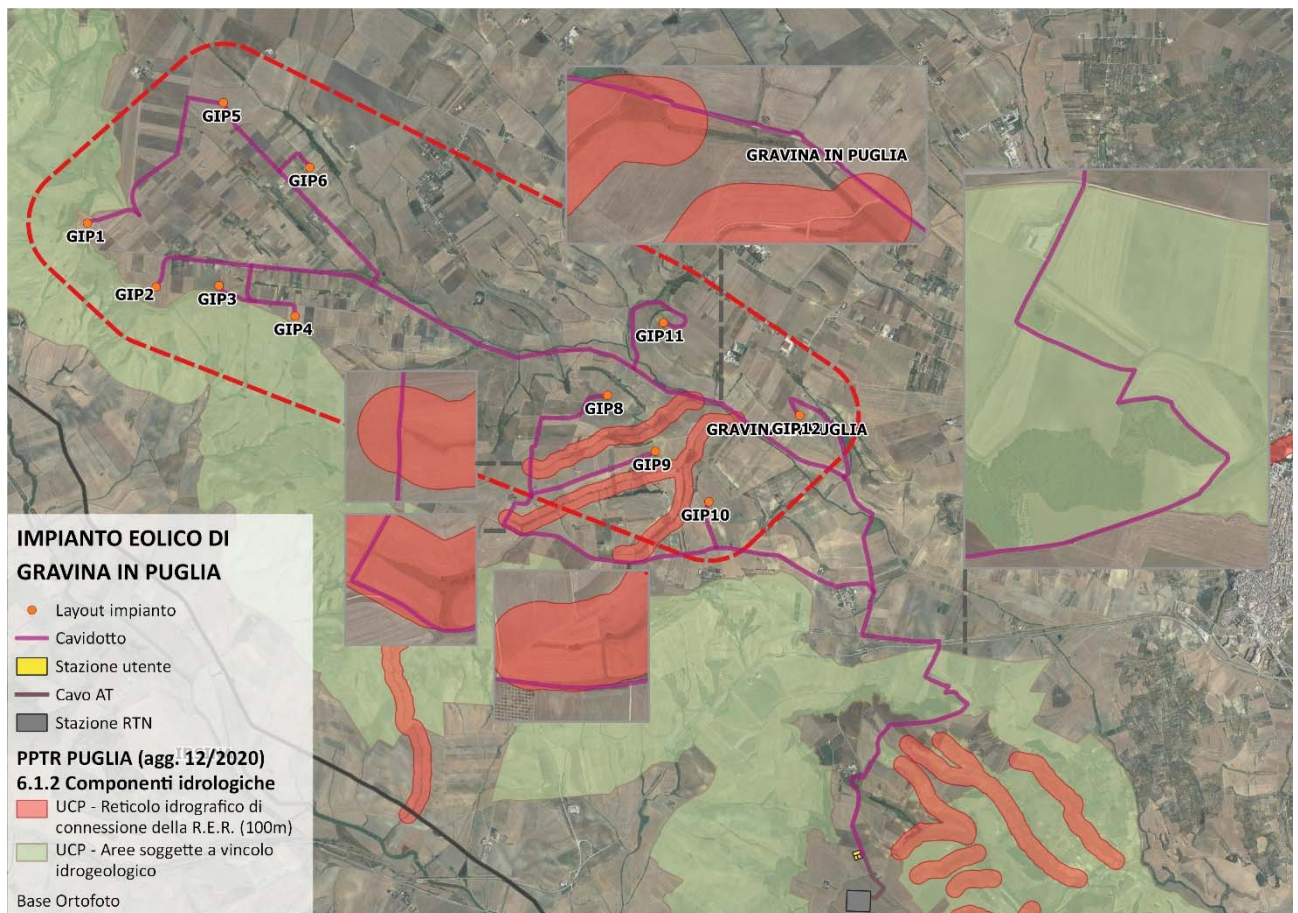 GIP5
GIP6
GIP1
GIP2
GIP3
GIP4
GRAVINA IN PUGLIA
GIP11
GIP8
GIP12
GIP9
GIP10
IMPIANTO EOLICO DI
GRAVINA IN PUGLIA
Layout impianto
Cavidotto
Stazione utente
Cavo AT
Stazione RTN
PPTR PUGLIA (agg. 12/2020)
6.1.2 Componenti idrologiche
UCP - Reticolo idrografico di
connessione della R.E.R. (100m)
UCP - Aree soggette a vincolo
idrogeologico
Base Ortofoto